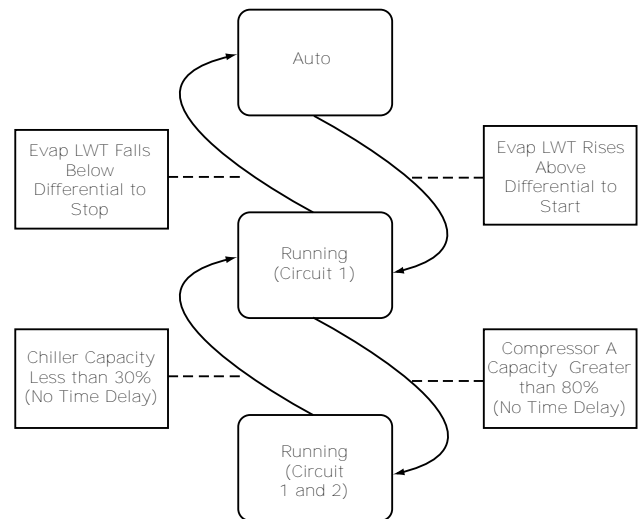 Auto
Evap LWT Falls
Below
Differential to
Stop
Evap LWT Rises
Above
Differential to
Start
Running
(Circuit 1)
Chiller Capacity
Less than 30%
(No Time Delay)
Compressor A
Capacity Greater
than 80%
(No Time Delay)
Running
(Circuit
1 and 2)